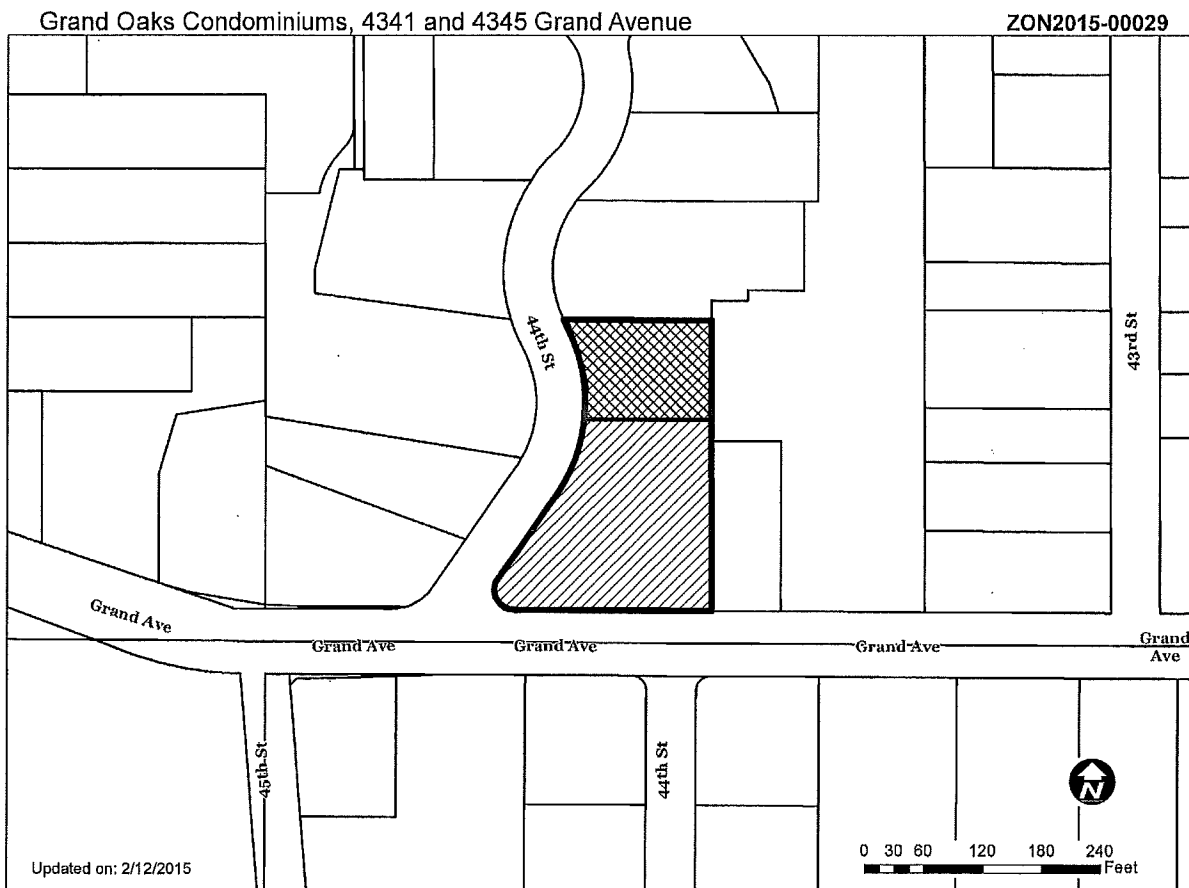 Grand Oaks Condominiums, 4341 and 4345 Grand Avenue
ZON2015-00029
44th St
43rd St
Grand Ave
Grand Ave
Grand Ave
Grand Ave
Grand
Ave
45th St
44th St
N
Updated on: 2/12/2015
0 30 60 120 180 240
Feet